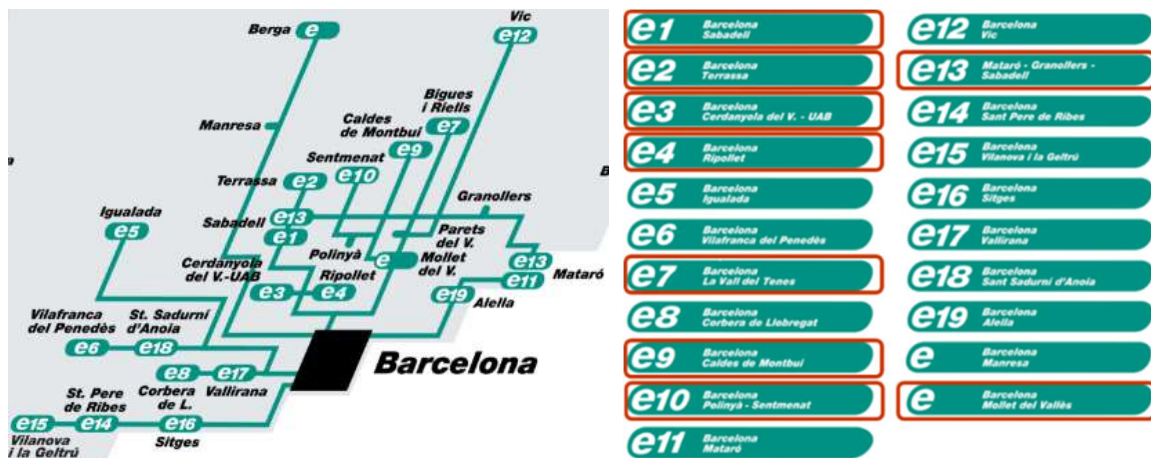 Vic
Berga e
e12
Bigues
i Riells
e7
Caldes
de Montbui
e9
Manresa
Sentmenat
e10
Terrassa e2
Granollers
Igualada
e5
Sabadell e13
e1
Parets
del V.
Polinyà
e Mollet
del V.
Cerdanyola
del V.-UAB
Ripollet
e3 e4
e13
e11
Mataró
e19
Alella
Vilafranca
del Penedès
e6
St. Sadurní
d'Anoia
e18
Barcelona
e8 e17
Corbera
de L.
Vallirana
St. Pere
de Ribes
e15 e14 e16
Vilanova
i la Geltrú
Sitges
B
a
e1 Barcelona
Sabadell
e2 Barcelona
Terrassa
e3 Barcelona
Cerdanyola del V. - UAB
e4 Barcelona
Ripollet
e5 Barcelona
Igualada
e6 Barcelona
Vilafranca del Penedès
e7 Barcelona
La Vall del Tenes
e8 Barcelona
Corbera de Llobregat
e9 Barcelona
Caldes de Montbui
e10 Barcelona
Polinyà - Sentmenat
e11 Barcelona
Mataró
e12 Barcelona
Vic
e13 Mataró - Granollers -
Sabadell
e14 Barcelona
Sant Pere de Ribes
e15 Barcelona
Vilanova i la Geltrú
e16 Barcelona
Sitges
e17 Barcelona
Vallirana
e18 Barcelona
Sant Sadurní d'Anoia
e19 Barcelona
Alella
e Barcelona
Manresa
e Barcelona
Mollet del Vallès